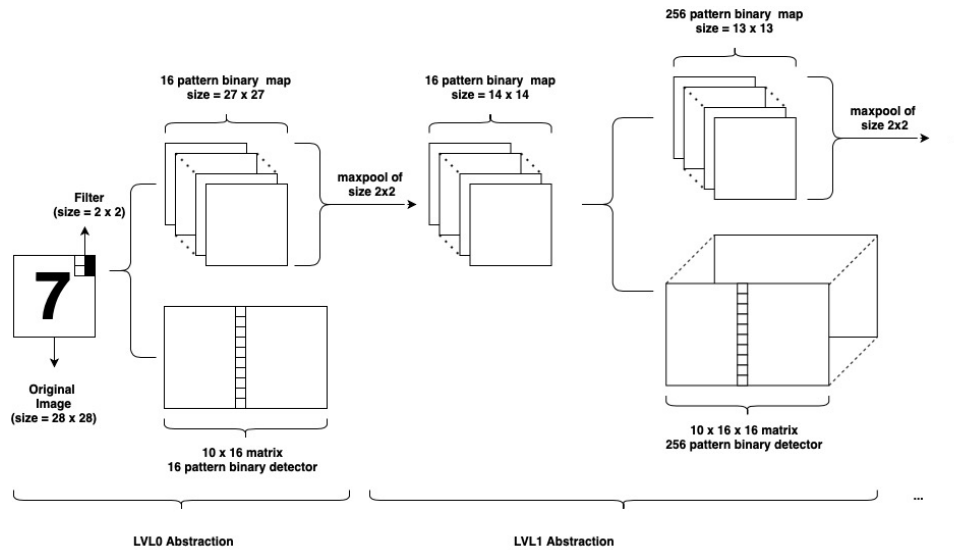 256 pattern binary map
size = 13 x 13
16 pattern binary map
size = 27 x 27
16 pattern binary map
size = 14 x 14
maxpool of
size 2x2
maxpool of
size 2x2
Filter
(size = 2 x 2)
7
Original
Image
(size = 28 x 28)
10 x 16 matrix
16 pattern binary detector
10 x 16 x 16 matrix
256 pattern binary detector
...
LVL0 Abstraction
LVL1 Abstraction